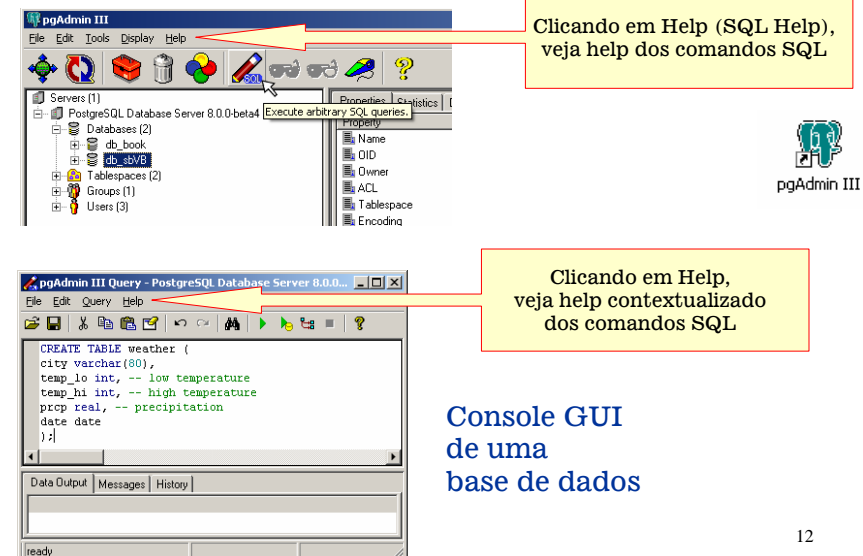 pgAdmin III
File Edit Tools Display Help
SQL
Servers (1)
PostgreSQL Database Server 8.0.0-beta4
Databases (2)
db_book
db_sbVB
Tablespaces (2)
Groups (1)
Users (3)
Execute arbitrary SQL queries.
Properties Statistics
Property
Name
OID
Owner
ACL
Tablespace
Encoding
Clicando em Help (SQL Help),
veja help dos comandos SQL
pgAdmin III
pgAdmin III Query - PostgreSQL Database Server 8.0.0...
File Edit Query Help
CREATE TABLE weather (
city varchar(80),
temp_lo int, -- low temperature
temp_hi int, -- high temperature
prcp real, -- precipitation
date date
);
Data Output Messages History
ready
Clicando em Help,
veja help contextualizado
dos comandos SQL
Console GUI
de uma
base de dados
12